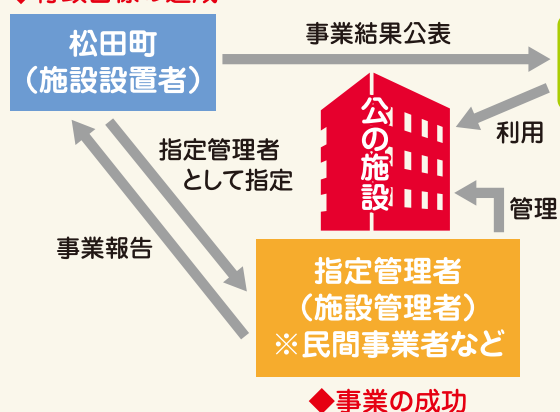 松田町
（施設設置者）
事業結果公表
公の施設
利用
指定管理者
として指定
管理
事業報告
指定管理者
（施設管理者）
※民間事業者など
◆事業の成功